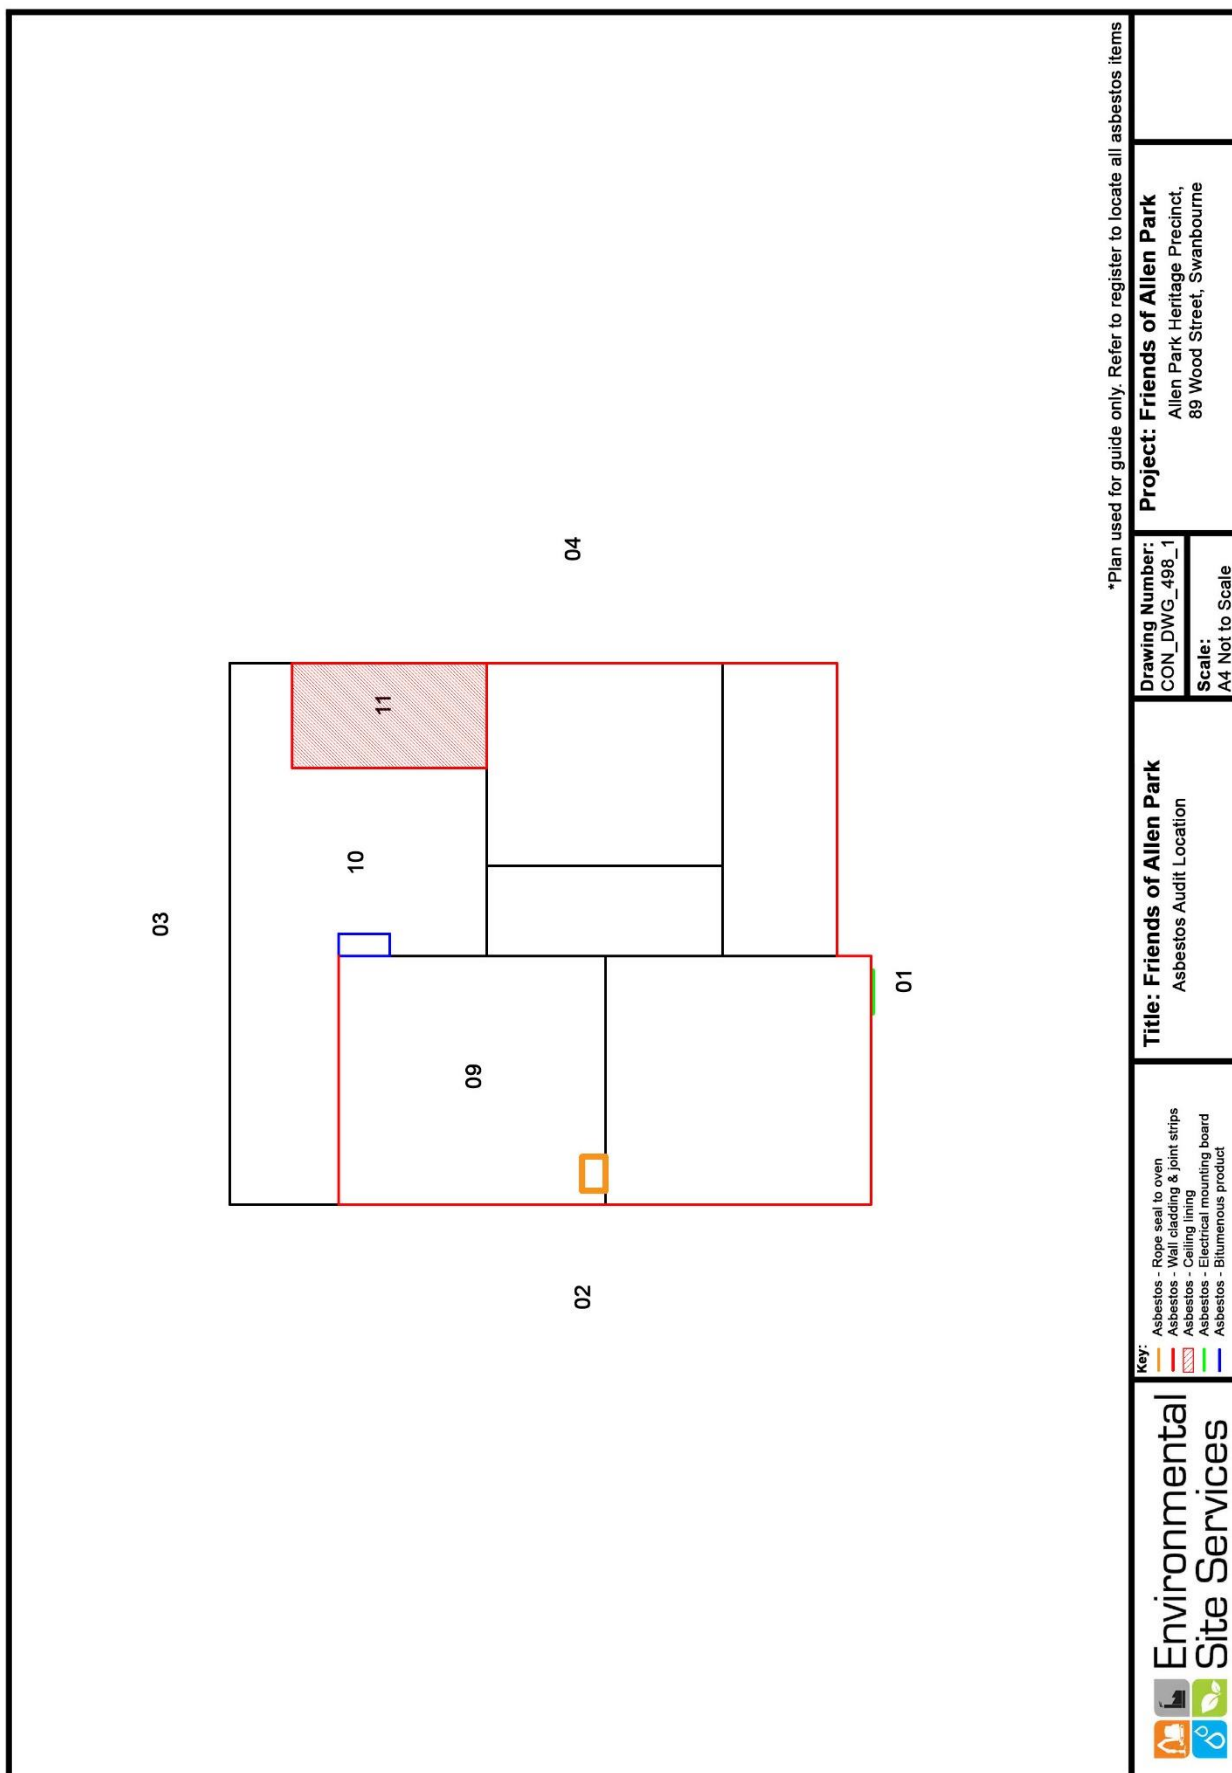 03
04
11
10
09
02
01
*Plan used for guide only. Refer to register to locate all asbestos items
Environmental
Site Services
Key:
Asbestos - Rope seal to oven
Asbestos - Wall cladding & joint strips
Asbestos - Ceiling lining
Asbestos - Electrical mounting board
Asbestos - Bitumenous product
Title: Friends of Allen Park
Asbestos Audit Location
Drawing Number:
CON_DWG_498_1
Scale:
A4 Not to Scale
Project: Friends of Allen Park
Allen Park Heritage Precinct,
89 Wood Street, Swanbourne